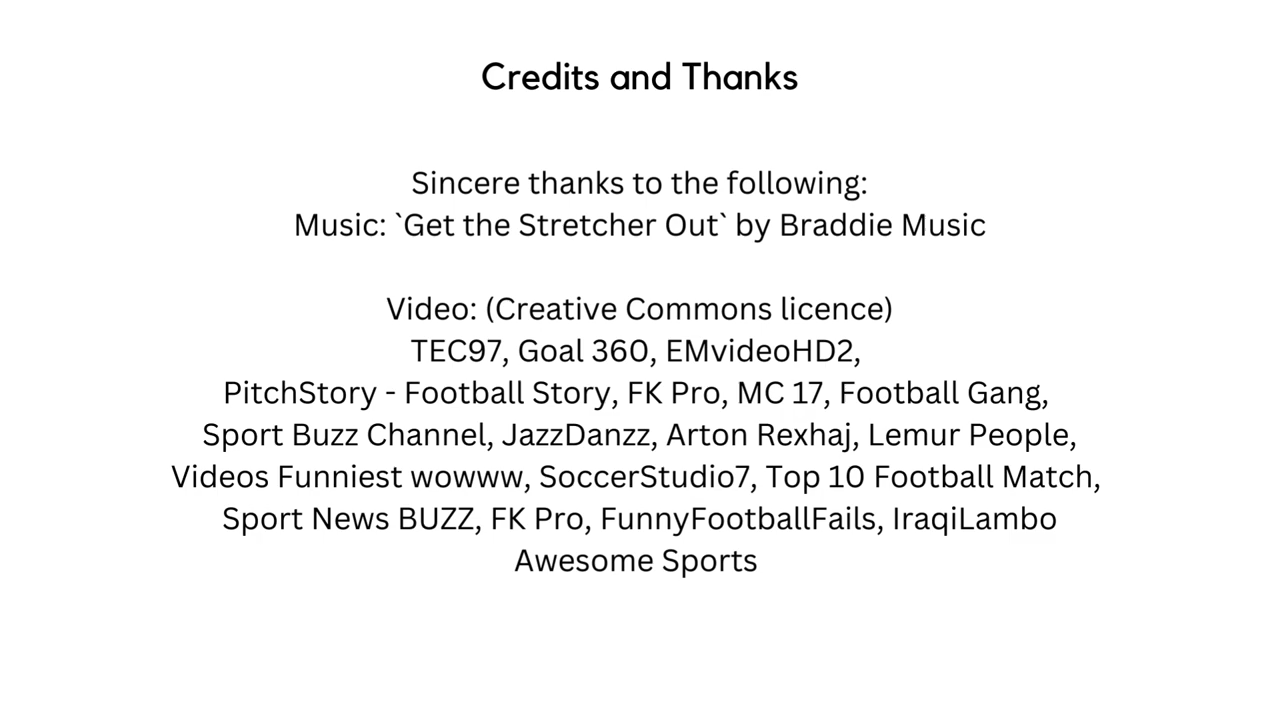 Credits and Thanks
Sincere thanks to the following:
Music: `Get the Stretcher Out` by Braddie Music
Video: (Creative Commons licence)
TEC97, Goal 360, EMvideoHD2,
PitchStory - Football Story, FK Pro, MC 17, Football Gang,
Sport Buzz Channel, JazzDanzz, Arton Rexhaj, Lemur People,
Videos Funniest wowww, SoccerStudio7, Top 10 Football Match,
Sport News BUZZ, FK Pro, FunnyFootballFails, IraqiLambo
Awesome Sports